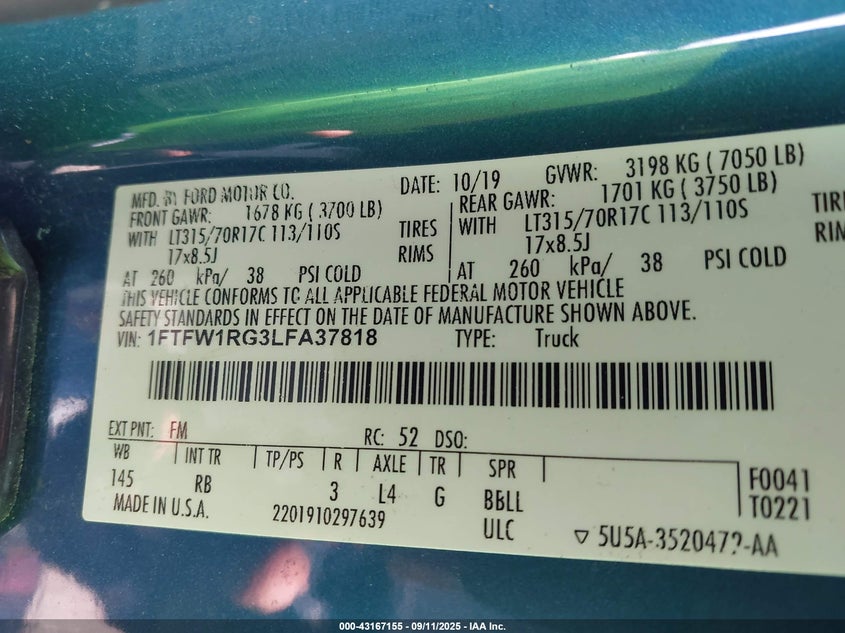 MFD. BY FORD MOTOR CO. DATE: 10/19 GVWR: 3198 KG ( 7050 LB)
FRONT GAWR: 1678 KG ( 3700 LB) REAR GAWR: 1701 KG ( 3750 LB)
WITH LT315/70R17C 113/110S TIRES WITH LT315/70R17C 113/110S
17x8.5J RIMS 17x8.5J
AT 260 kPa/ 38 PSI COLD AT 260 kPa/ 38 PSI COLD
THIS VEHICLE CONFORMS TO ALL APPLICABLE FEDERAL MOTOR VEHICLE
SAFETY STANDARDS IN EFFECT ON THE DATE OF MANUFACTURE SHOWN ABOVE.
VIN: 1FTFW1RG3LFA37818 TYPE: Truck
EXT PNT: FM RC: 52 DSO:
WB INT TR TP/PS R AXLE TR SPR
145 RB 3 L4 G BBLL
F0041
T0221
MADE IN U.S.A. 2201910297639 ULC
000-43167155 - 09/11/2025 - IAA Inc.